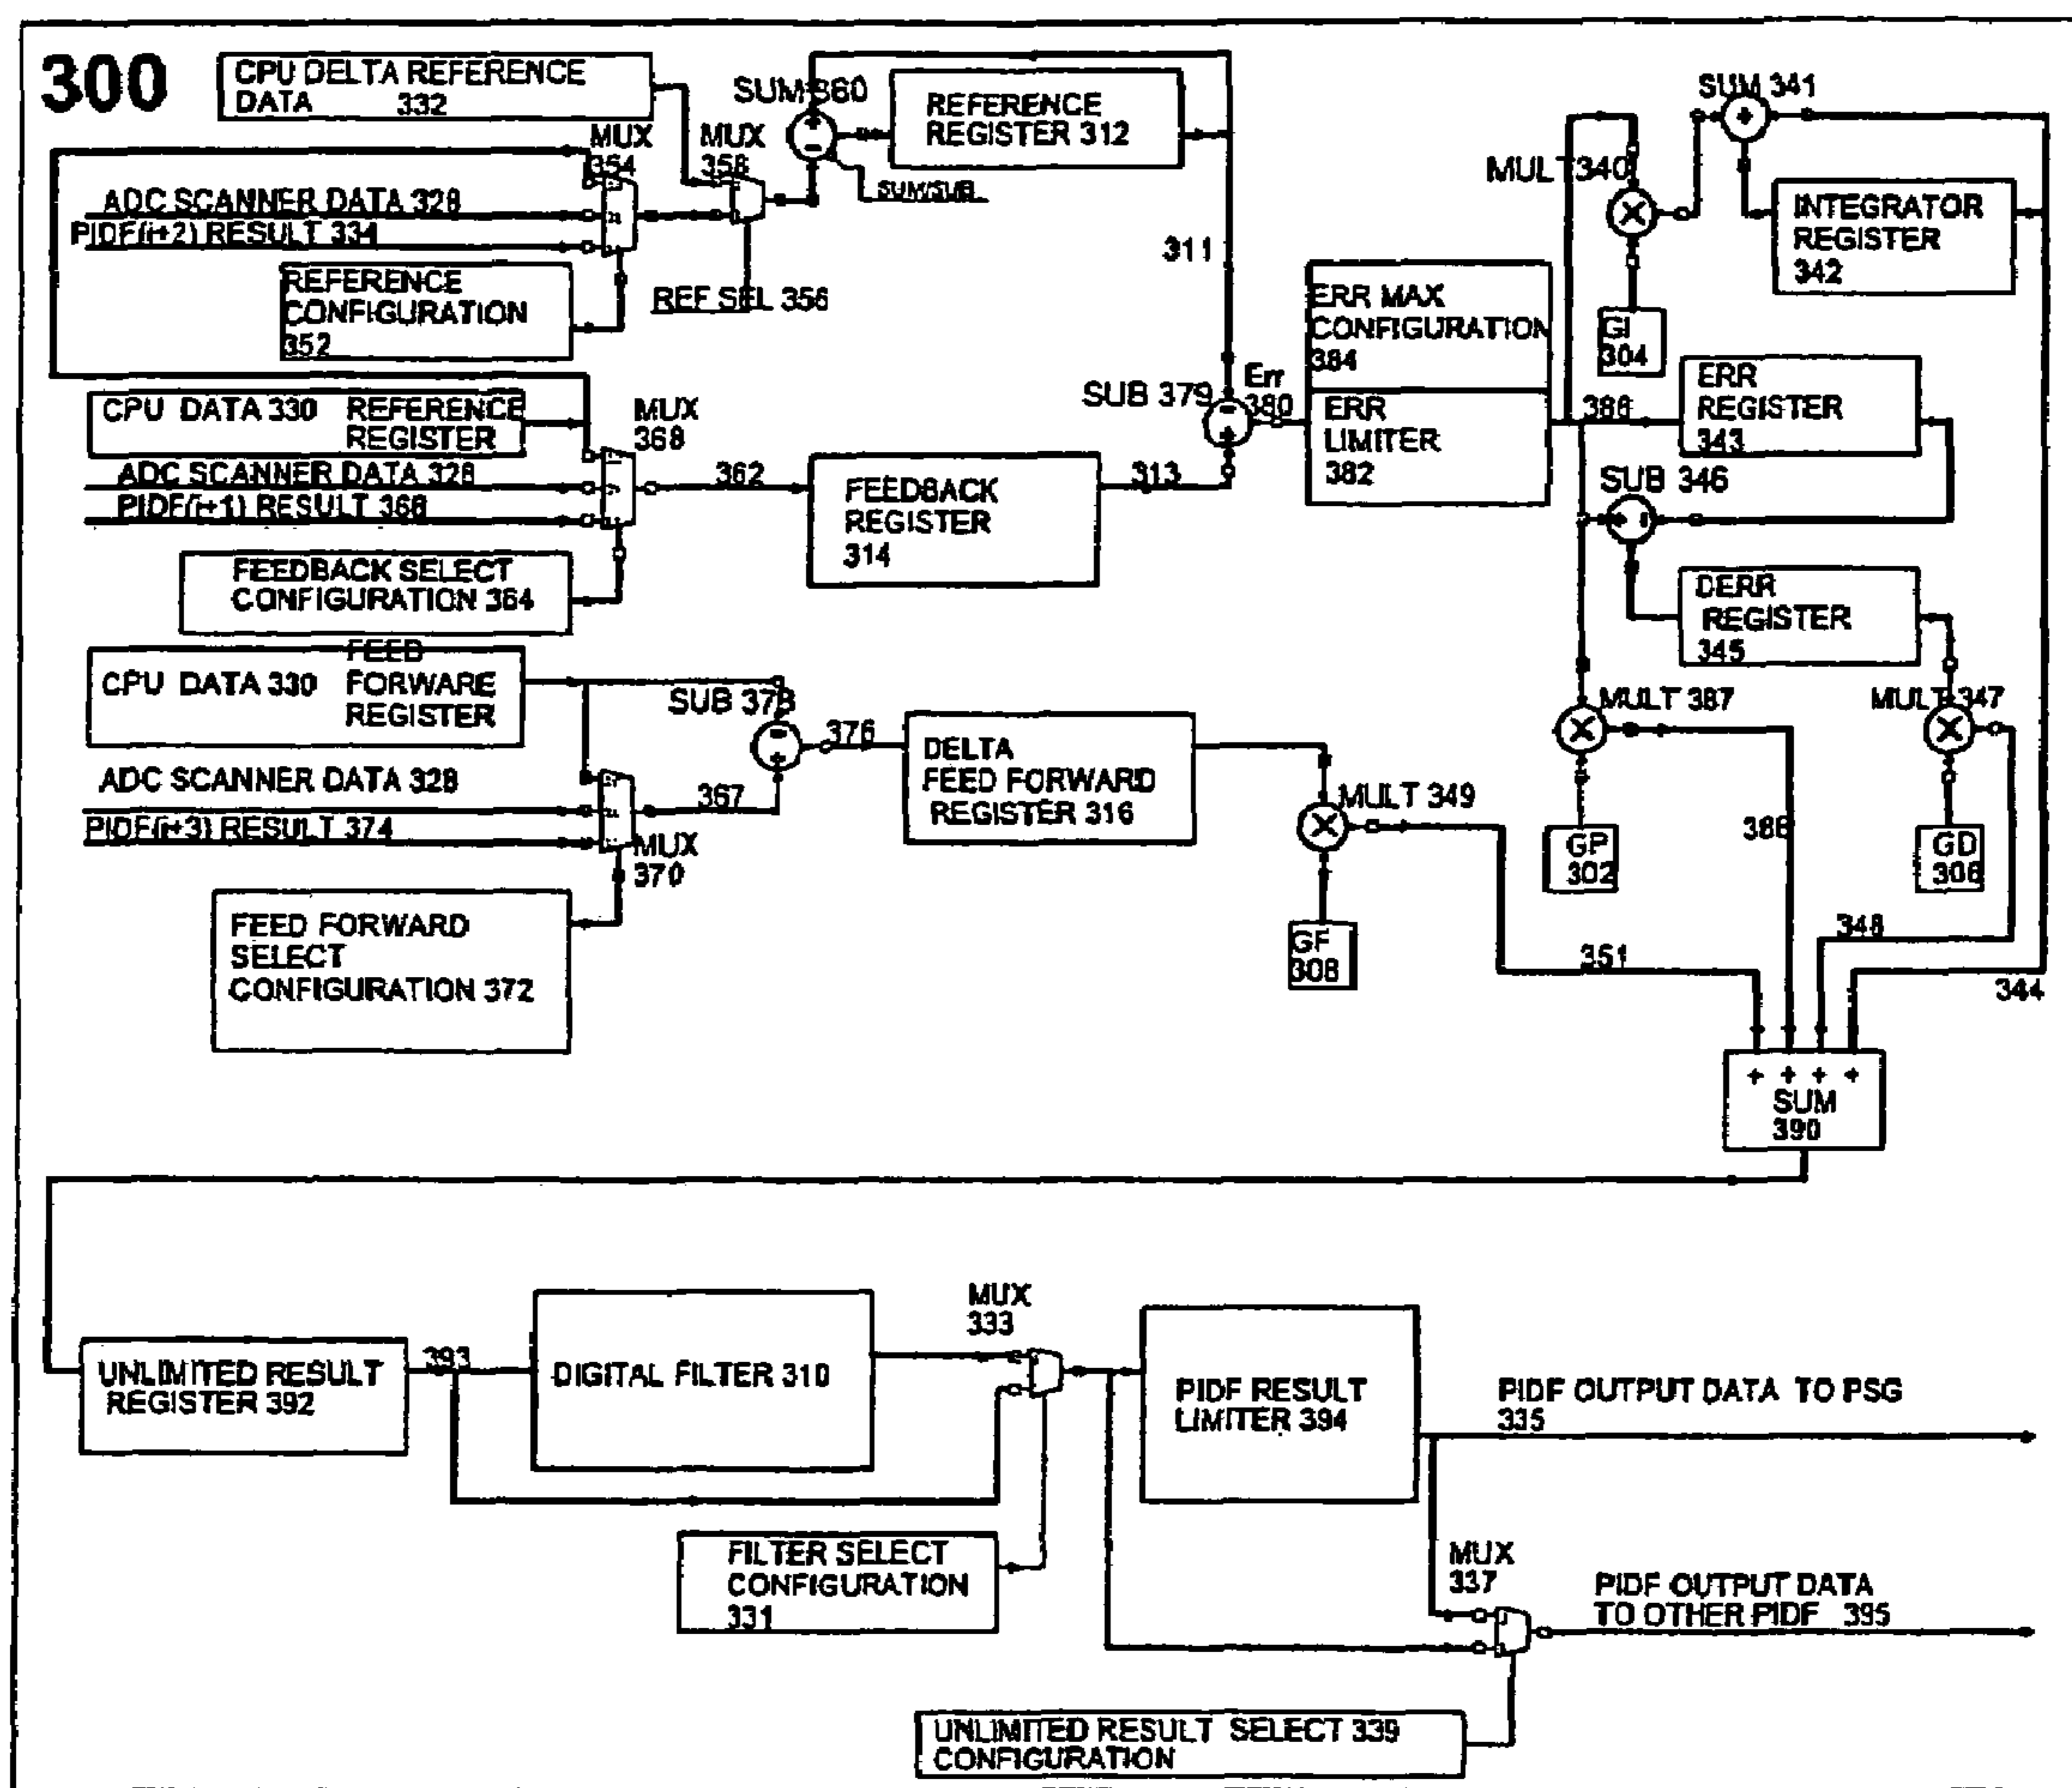 300
CPU DELTA REFERENCE
DATA 332
SUM 360
REFERENCE
REGISTER 312
SUM 341
MUX
354
MUX
358
MULT 340
ADC SCANNER DATA 328
PIDF(i+2) RESULT 334
SUM/SUB
INTEGRATOR
REGISTER
342
REFERENCE
CONFIGURATION
352
REF SEL 356
311
ERR MAX
CONFIGURATION
384
GI
304
CPU DATA 330 REFERENCE
REGISTER
MUX
368
SUB 379
Err
380
ERR
LIMITER
382
386
ERR
REGISTER
343
ADC SCANNER DATA 328
PIDF(i+1) RESULT 366
362
FEEDBACK
REGISTER
314
313
SUB 346
FEEDBACK SELECT
CONFIGURATION 364
DERR
REGISTER
345
CPU DATA 330 FEED
FORWARE
REGISTER
SUB 378
376
DELTA
FEED FORWARD
REGISTER 316
MULT 387
MULT 347
ADC SCANNER DATA 328
367
PIDF(i+3) RESULT 374
MUX
370
MULT 349
388
GP
302
GD
306
FEED FORWARD
SELECT
CONFIGURATION 372
GF
308
351
348
344
+ + + +
SUM
390
UNLIMITED RESULT
REGISTER 392
393
DIGITAL FILTER 310
MUX
333
PIDF RESULT
LIMITER 394
PIDF OUTPUT DATA TO PSG
335
FILTER SELECT
CONFIGURATION
331
MUX
337
PIDF OUTPUT DATA
TO OTHER PIDF 395
UNLIMITED RESULT SELECT 339
CONFIGURATION